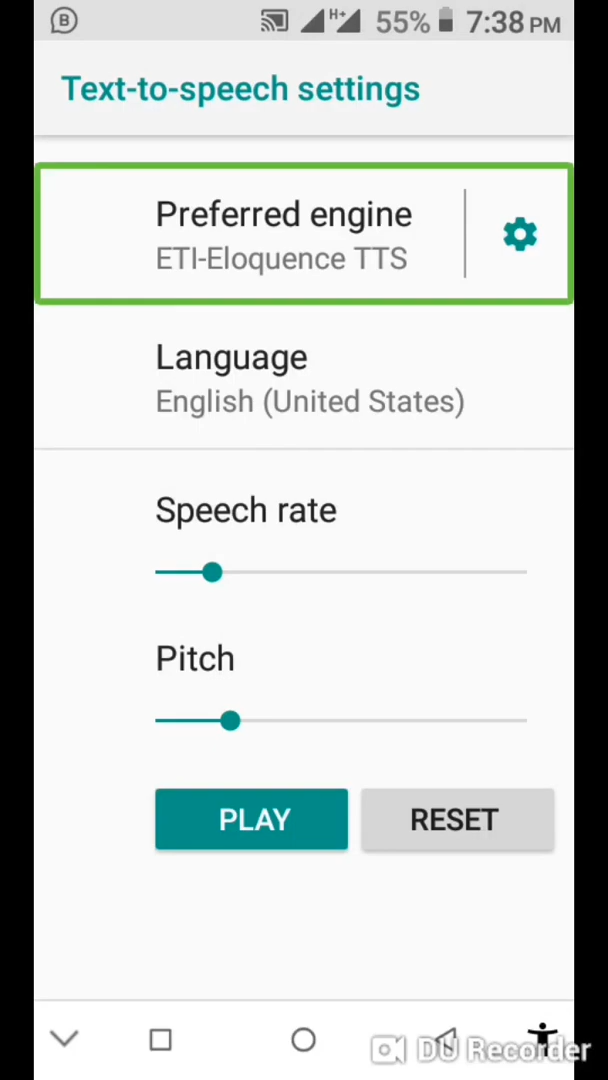 B H+ 55% 7:38 PM
Text-to-speech settings
Preferred engine
ETI-Eloquence TTS
Language
English (United States)
Speech rate
Pitch
PLAY RESET
DU Recorder